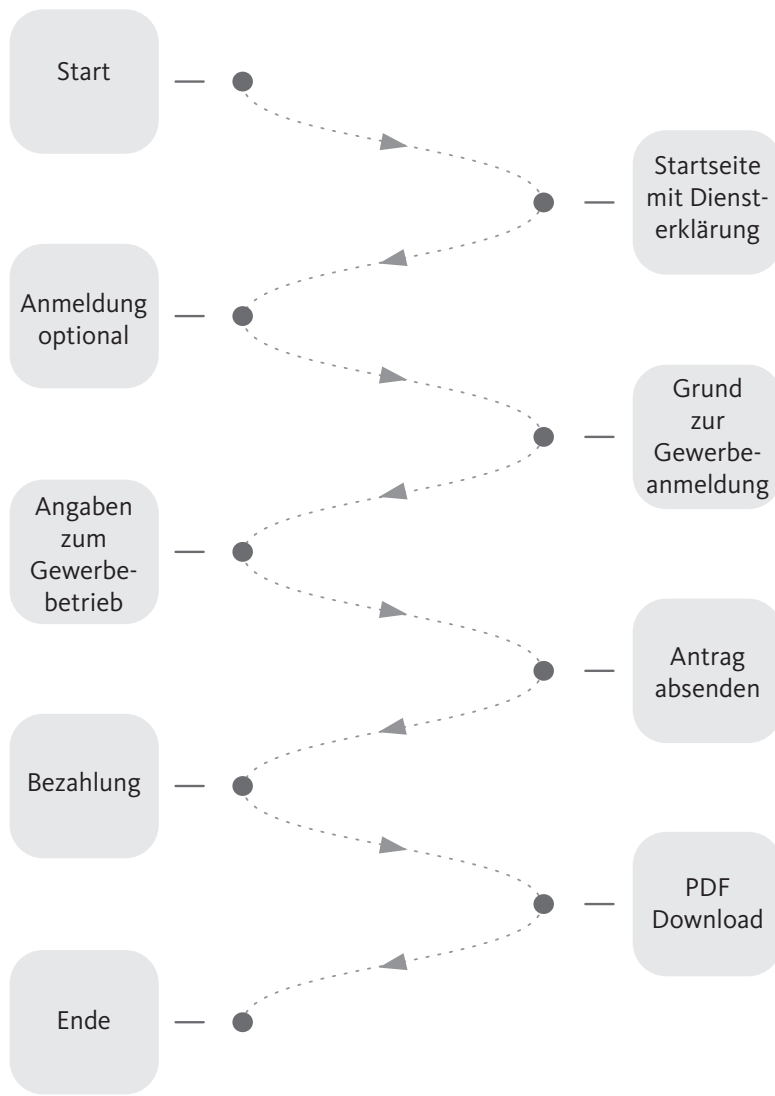 Start
Startseite
mit Dienst-
erklärung
Anmeldung
optional
Grund
zur
Gewerbe-
anmeldung
Angaben
zum
Gewerbe-
betrieb
Antrag
absenden
Bezahlung
PDF
Download
Ende